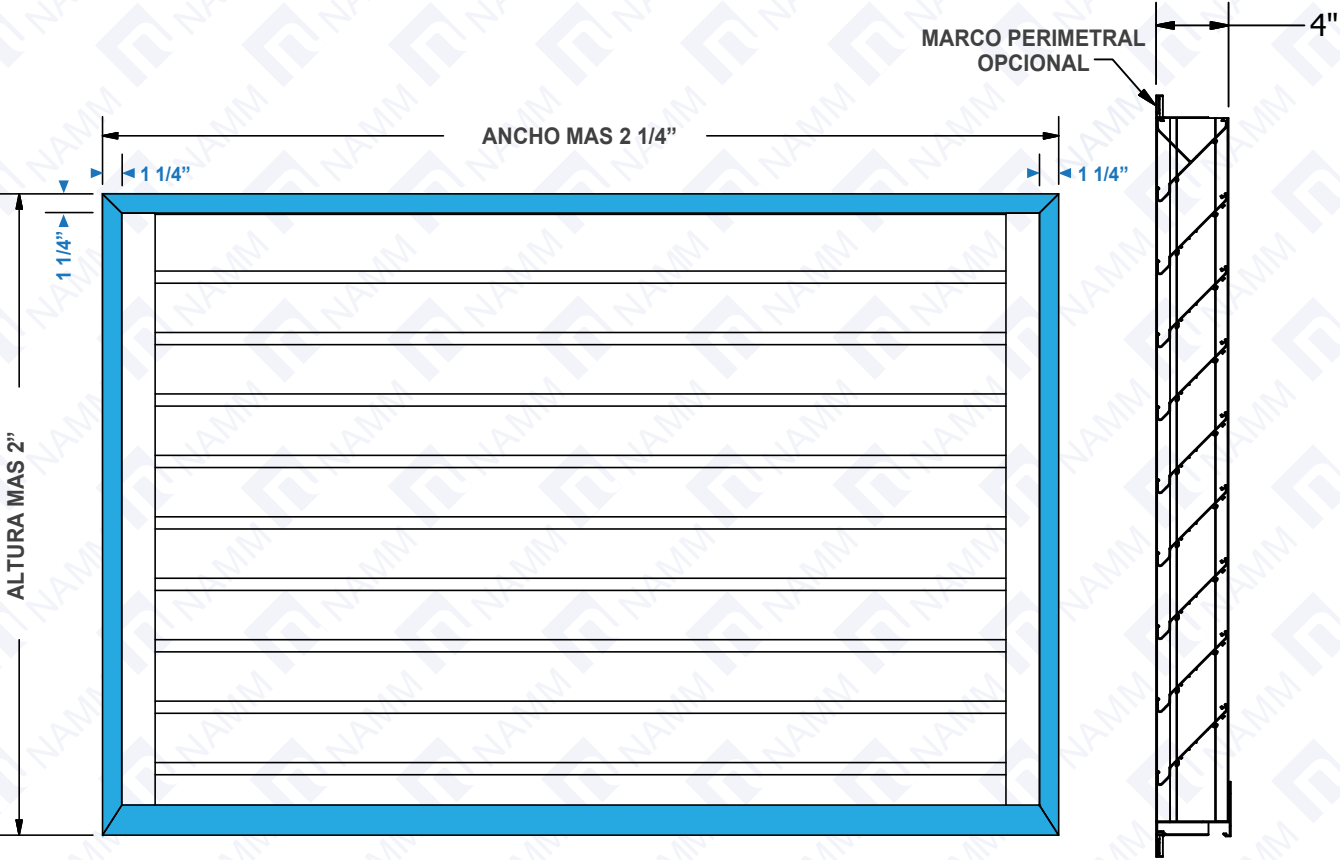 4"
MARCO PERIMETRAL
OPCIONAL
ANCHO MAS 2 1/4”
1 1/4”
1 1/4”
1 1/4”
ALTURA MAS 2”
NAMM